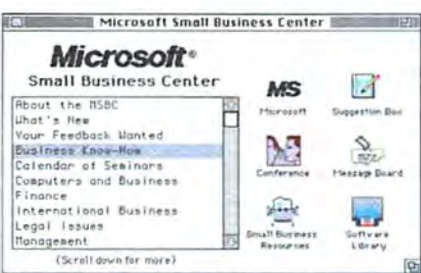 Microsoft Small Business Center
Microsoft®
Small Business Center
About the MSBC
What's New
Your Feedback Wanted
Business Know-How
Calendar of Seminars
Computers and Business
Finance
International Business
Legal Issues
Management
(Scroll down for more)
MS
Microsoft
Suggestion Box
Conference
Message Board
Small Business
Resources
Software
Library